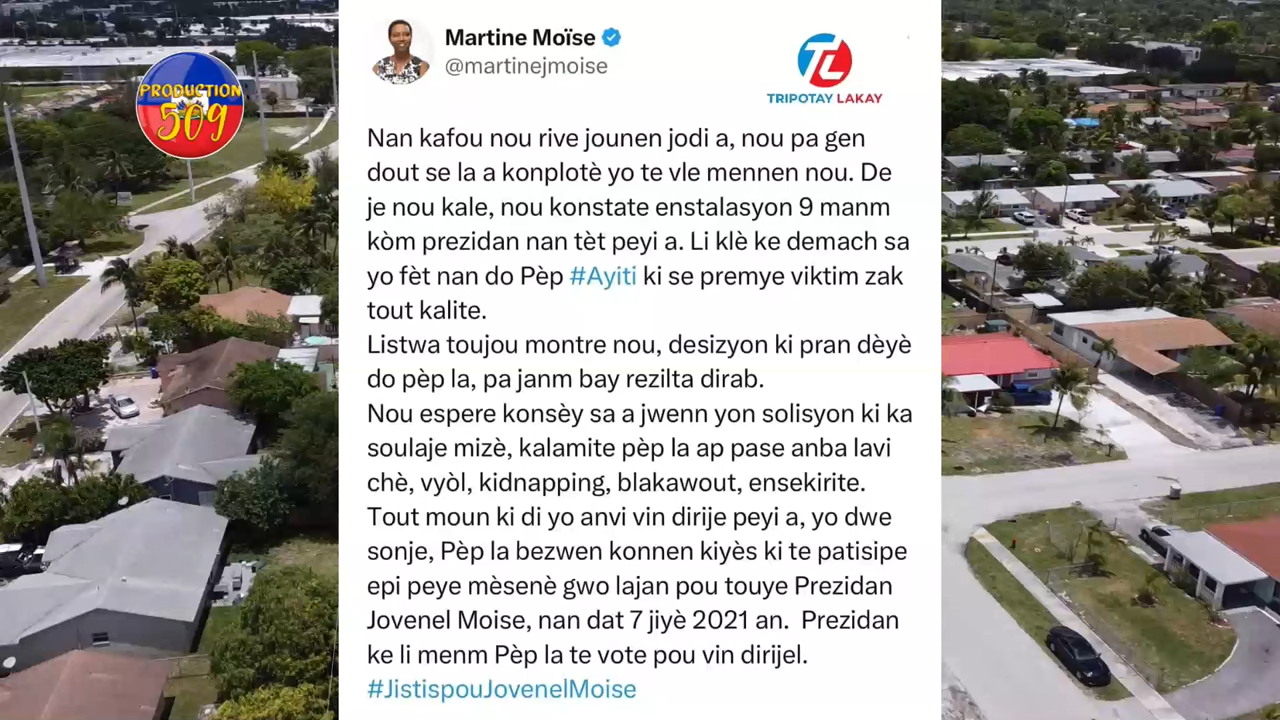 PRODUCTION
509
Martine Moïse
@martinejmoise
TL
TRIPOTAY LAKAY
Nan kafou nou rive jounen jodi a, nou pa gen
dout se la a konplotè yo te vle mennen nou. De
je nou kale, nou konstate enstalasyon 9 manm
kòm prezidan nan tèt peyi a. Li klè ke demach sa
yo fèt nan do Pèp #Ayiti ki se premye viktim zak
tout kalite.
Listwa toujou montre nou, desizyon ki pran dèyè
do pèp la, pa janm bay rezilta dirab.
Nou espere konsèy sa a jwenn yon solisyon ki ka
soulaje mizè, kalamite pèp la ap pase anba lavi
chè, vyòl, kidnapping, blakawout, ensekirite.
Tout moun ki di yo anvi vin dirije peyi a, yo dwe
sonje, Pèp la bezwen konnen kiyès ki te patisipe
epi peye mèsenè gwo lajan pou touye Prezidan
Jovenel Moise, nan dat 7 jiyè 2021 an. Prezidan
ke li menm Pèp la te vote pou vin dirijel.
#JistispouJovenelMoise